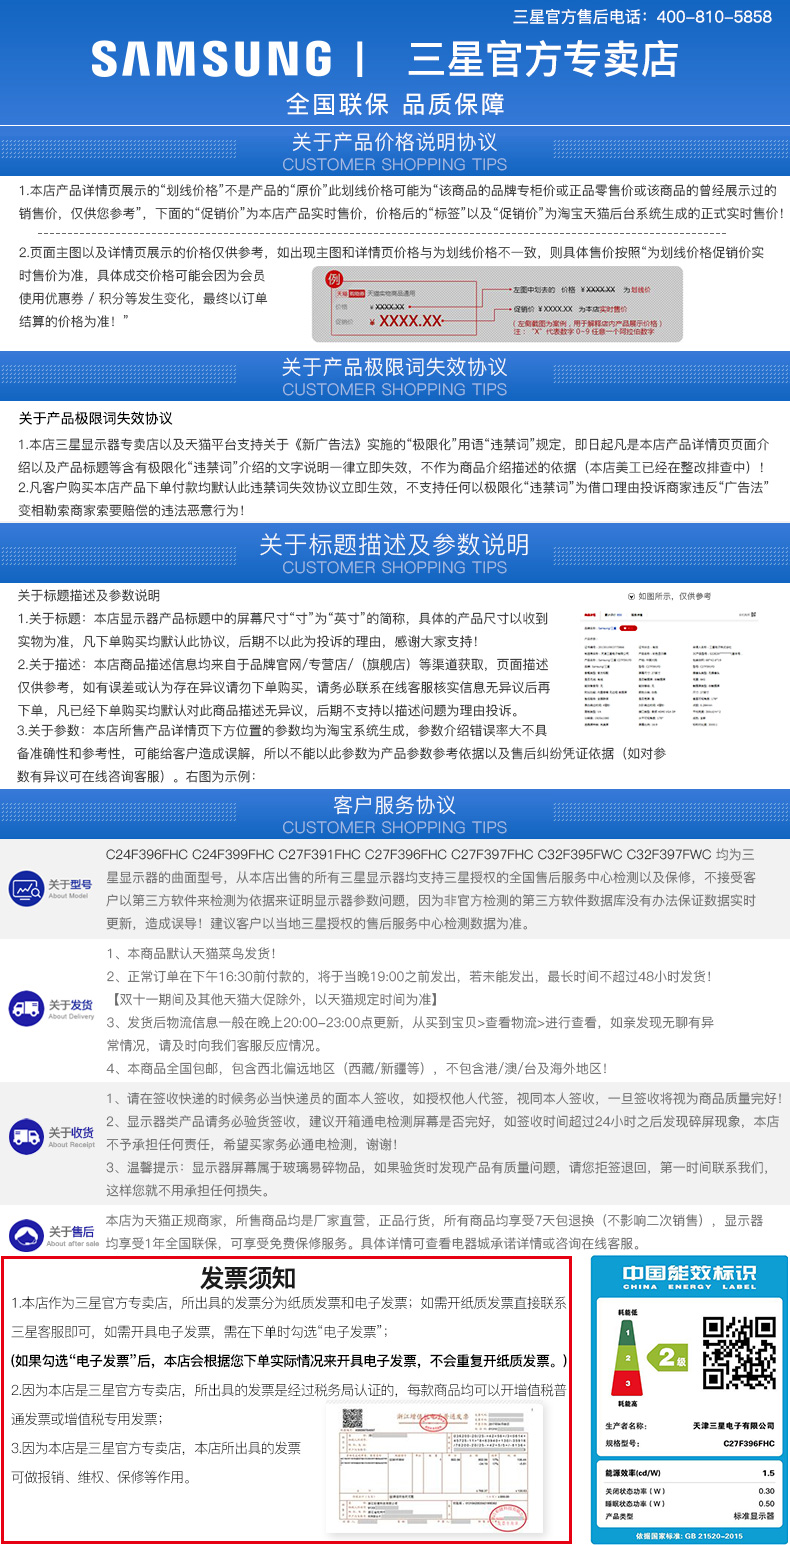 三星官方售后电话：400-810-5858
SAMSUNG | 三星官方专卖店
全国联保 品质保障
关于产品价格说明协议
CUSTOMER SHOPPING TIPS
1.本店产品详情页展示的“划线价格”不是产品的“原价”此划线价格可能为“该商品的品牌专柜价或正品零售价或该商品的曾经展示过的
销售价，仅供您参考”，下面的“促销价”为本店产品实时售价，价格后的“标签”以及“促销价”为淘宝天猫后台系统生成的正式实时售价！
2.页面主图以及详情页展示的价格仅供参考，如出现主图和详情页价格与为划线价格不一致，则具体售价按照“为划线价格促销价实
时售价为准，具体成交价格可能会因为会员
使用优惠券 / 积分等发生变化，最终以订单
结算的价格为准！”
例
天猫 购物券 天猫实物商品通用
价格 ¥ XXXX.XX
促销价 ¥ XXXX.XX
左图中划去的 价格 ¥ XXXX.XX 为划线价
促销价 ¥ XXXX.XX 为本店实时售价
（左侧截图为案例，用于解释店内产品展示价格）
注：“X”代表数字 0~9 任意一个阿拉伯数字
关于产品极限词失效协议
CUSTOMER SHOPPING TIPS
关于产品极限词失效协议
1.本店三星显示器专卖店以及天猫平台支持关于《新广告法》实施的“极限化”用语“违禁词”规定，即日起凡是本店产品详情页页面介
绍以及产品标题等含有极限化“违禁词”介绍的文字说明一律立即失效，不作为商品介绍描述的依据（本店美工已经在整改排查中）！
2.凡客户购买本店产品下单付款均默认此违禁词失效协议立即生效，不支持任何以极限化“违禁词”为借口理由投诉商家违反“广告法”
变相勒索商家索要赔偿的违法恶意行为！
关于标题描述及参数说明
CUSTOMER SHOPPING TIPS
关于标题描述及参数说明
如图所示，仅供参考
1.关于标题：本店显示器产品标题中的屏幕尺寸“寸”为“英寸”的简称，具体的产品尺寸以收到
实物为准，凡下单购买均默认此协议，后期不以此为投诉的理由，感谢大家支持！
2.关于描述：本店商品描述信息均来自于品牌官网/专营店/（旗舰店）等渠道获取，页面描述
仅供参考，如有误差或认为存在异议请勿下单购买，请务必联系在线客服核实信息无异议后再
下单，凡已经下单购买均默认对此商品描述无异议，后期不支持以描述问题为理由投诉。
3.关于参数：本店所售产品详情页下方位置的参数均为淘宝系统生成，参数介绍错误率大不具
备准确性和参考性，可能给客户造成误解，所以不能以此参数为产品参数参考依据以及售后纠纷凭证依据（如对参
数有异议可在线咨询客服）。右图为示例：
客户服务协议
CUSTOMER SHOPPING TIPS
关于型号
About Model
C24F396FHC C24F399FHC C27F391FHC C27F396FHC C27F397FHC C32F395FWC C32F397FWC 均为三
星显示器的曲面型号，从本店出售的所有三星显示器均支持三星授权的全国售后服务中心检测以及保修，不接受客
户以第三方软件来检测为依据来证明显示器参数问题，因为非官方检测的第三方软件数据库没有办法保证数据实时
更新，造成误导！建议客户以当地三星授权的售后服务中心检测数据为准。
关于发货
About Delivery
1、本商品默认天猫菜鸟发货！
2、正常订单在下午16:30前付款的，将于当晚19:00之前发出，若未能发出，最长时间不超过48小时发货！
【双十一期间及其他天猫大促除外，以天猫规定时间为准】
3、发货后物流信息一般在晚上20:00-23:00点更新，从买到宝贝>查看物流>进行查看，如亲发现无聊有异
常情况，请及时向我们客服反应情况。
4、本商品全国包邮，包含西北偏远地区（西藏/新疆等），不包含港/澳/台及海外地区！
关于收货
About Receipt
1、请在签收快递的时候务必当快递员的面本人签收，如授权他人代签，视同本人签收，一旦签收将视为商品质量完好！
2、显示器类产品请务必验货签收，建议开箱通电检测屏幕是否完好，如签收时间超过24小时之后发现碎屏现象，本店
不予承担任何责任，希望买家务必通电检测，谢谢！
3、温馨提示：显示器屏幕属于玻璃易碎物品，如果验货时发现产品有质量问题，请您拒签退回，第一时间联系我们，
这样您就不用承担任何损失。
关于售后
About after sale
本店为天猫正规商家，所售商品均是厂家直营，正品行货，所有商品均享受7天包退换（不影响二次销售），显示器
均享受1年全国联保，可享受免费保修服务。具体详情可查看电器城承诺详情或咨询在线客服。
发票须知
1.本店作为三星官方专卖店，所出具的发票分为纸质发票和电子发票；如需开纸质发票直接联系
三星客服即可，如需开具电子发票，需在下单时勾选“电子发票”；
(如果勾选“电子发票”后，本店会根据您下单实际情况来开具电子发票，不会重复开纸质发票。)
2.因为本店是三星官方专卖店，所出具的发票是经过税务局认证的，每款商品均可以开增值税普
通发票或增值税专用发票；
3.因为本店是三星官方专卖店，本店所出具的发票
可做报销、维权、保修等作用。
中国能效标识
CHINA ENERGY LABEL
耗能低
1
2
3
耗能高
2级
生产者名称： 天津三星电子有限公司
规格型号： C27F396FHC
能源效率(cd/W) 1.5
关闭状态功率（W） 0.30
睡眠状态功率（W） 0.50
产品类型 标准显示器
依据国家标准: GB 21520-2015